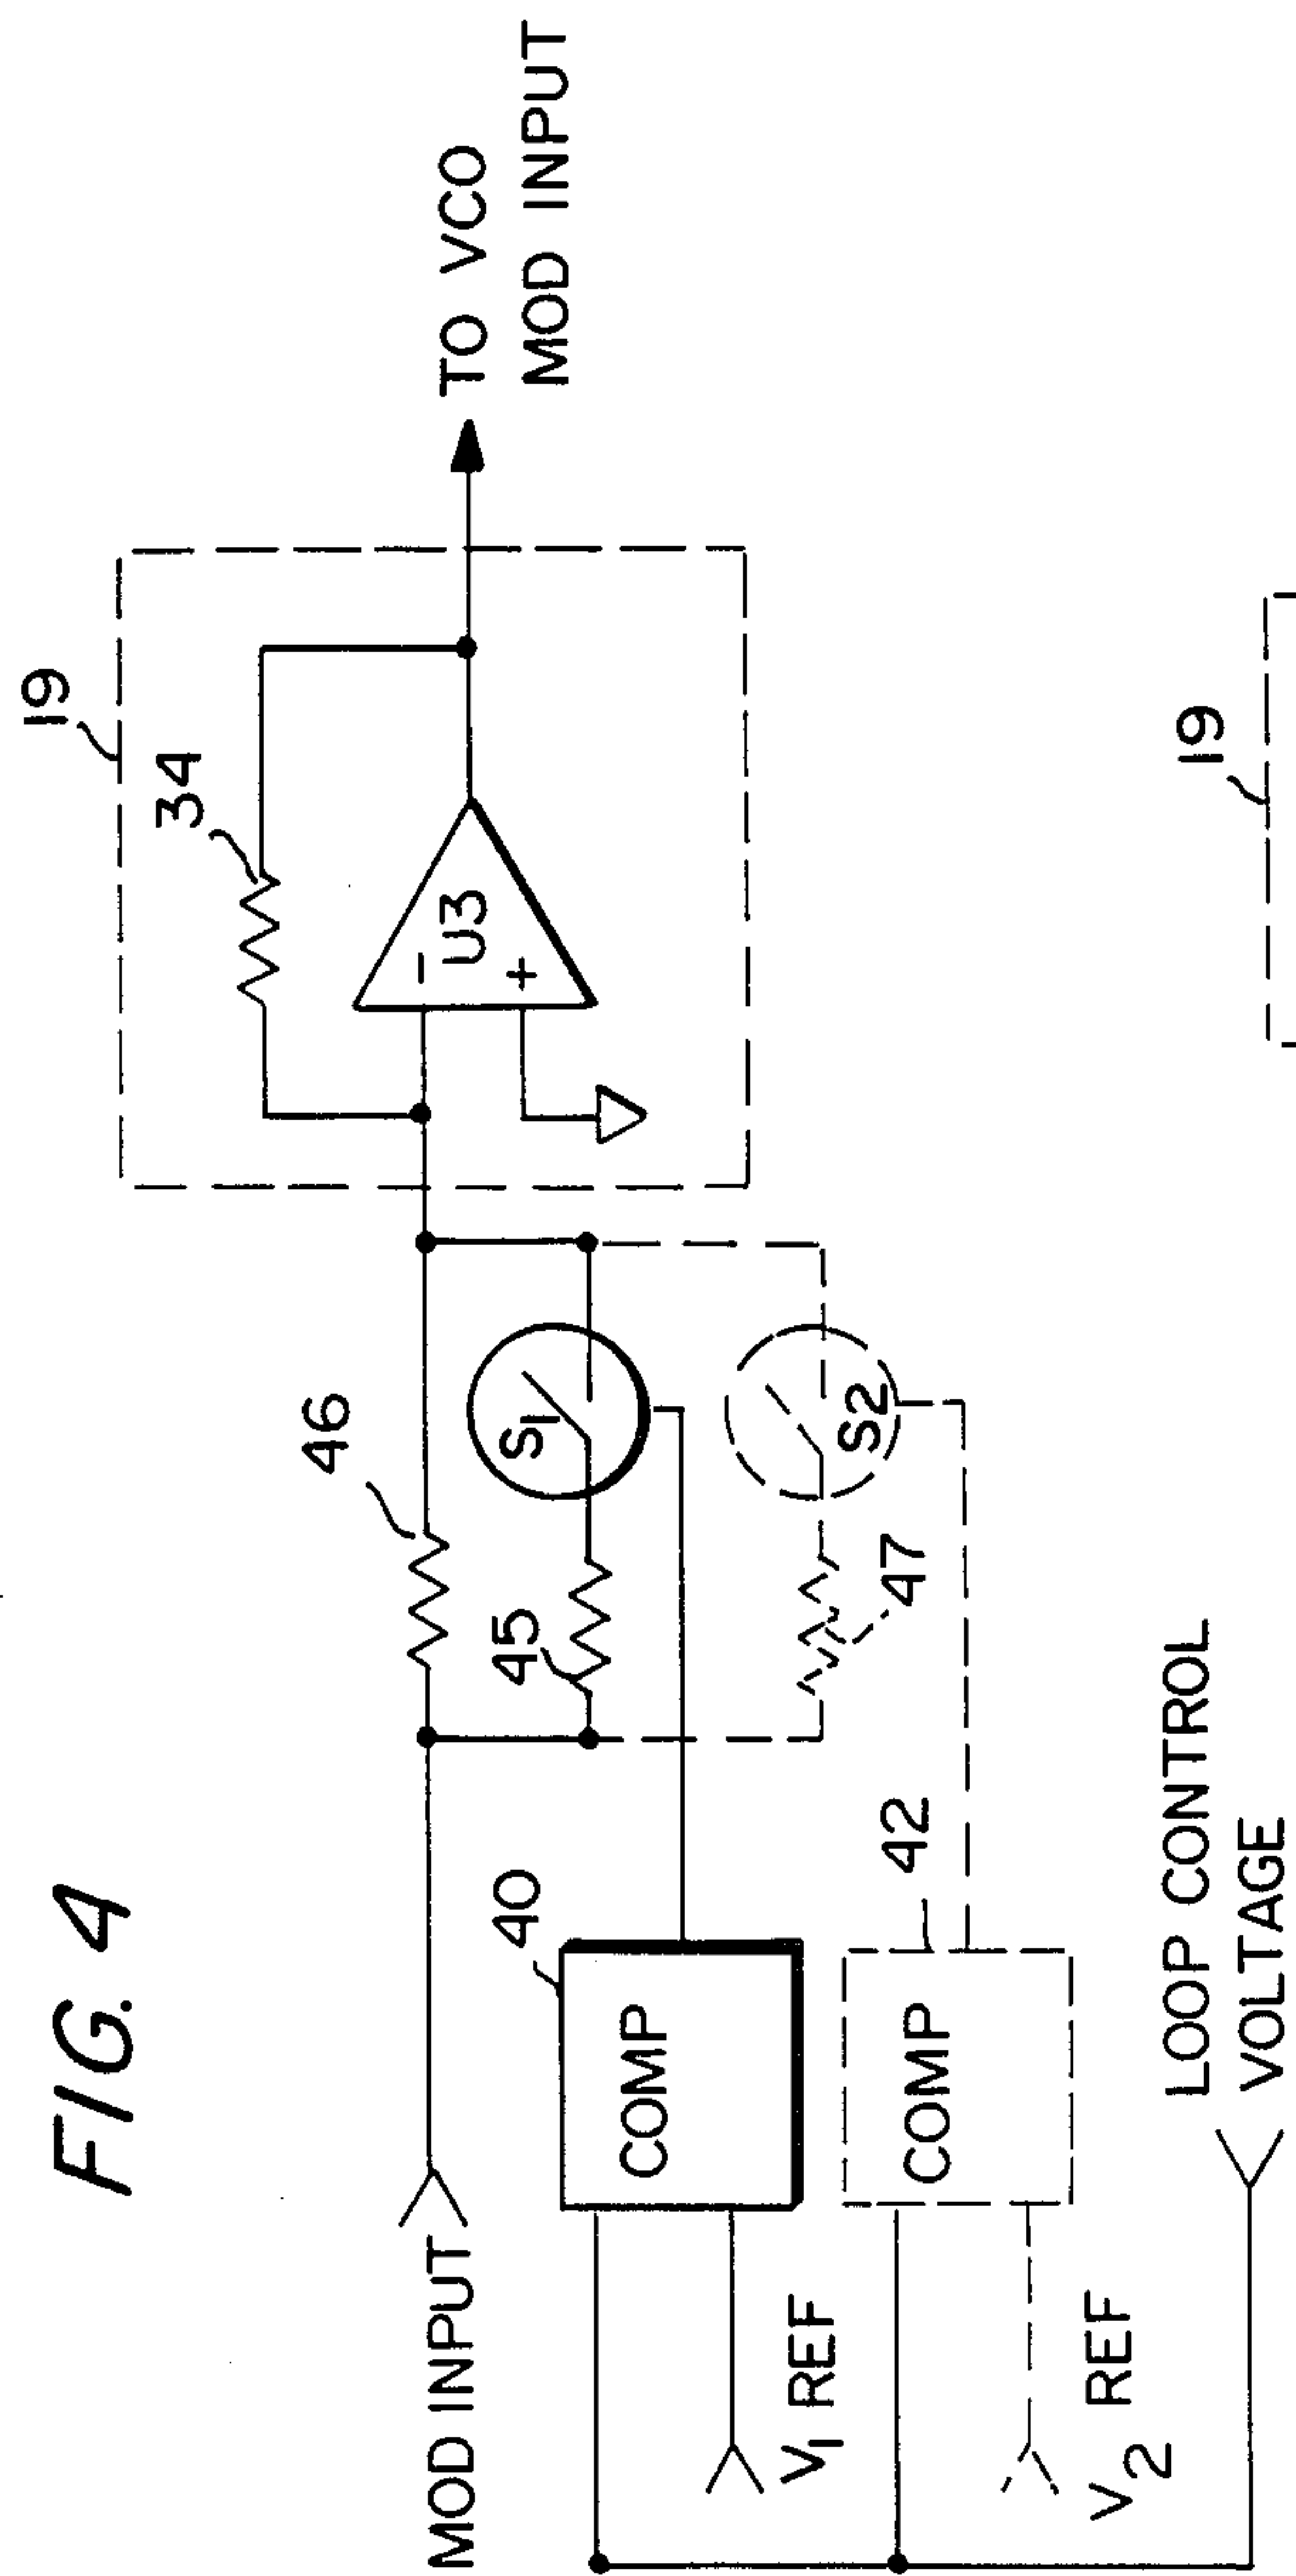 FIG. 4
19
34
U3
−
+
TO VCO
MOD INPUT
46
45
S1
S2
47
MOD INPUT
40
COMP
42
COMP
V1 REF
V2 REF
LOOP CONTROL
VOLTAGE
19